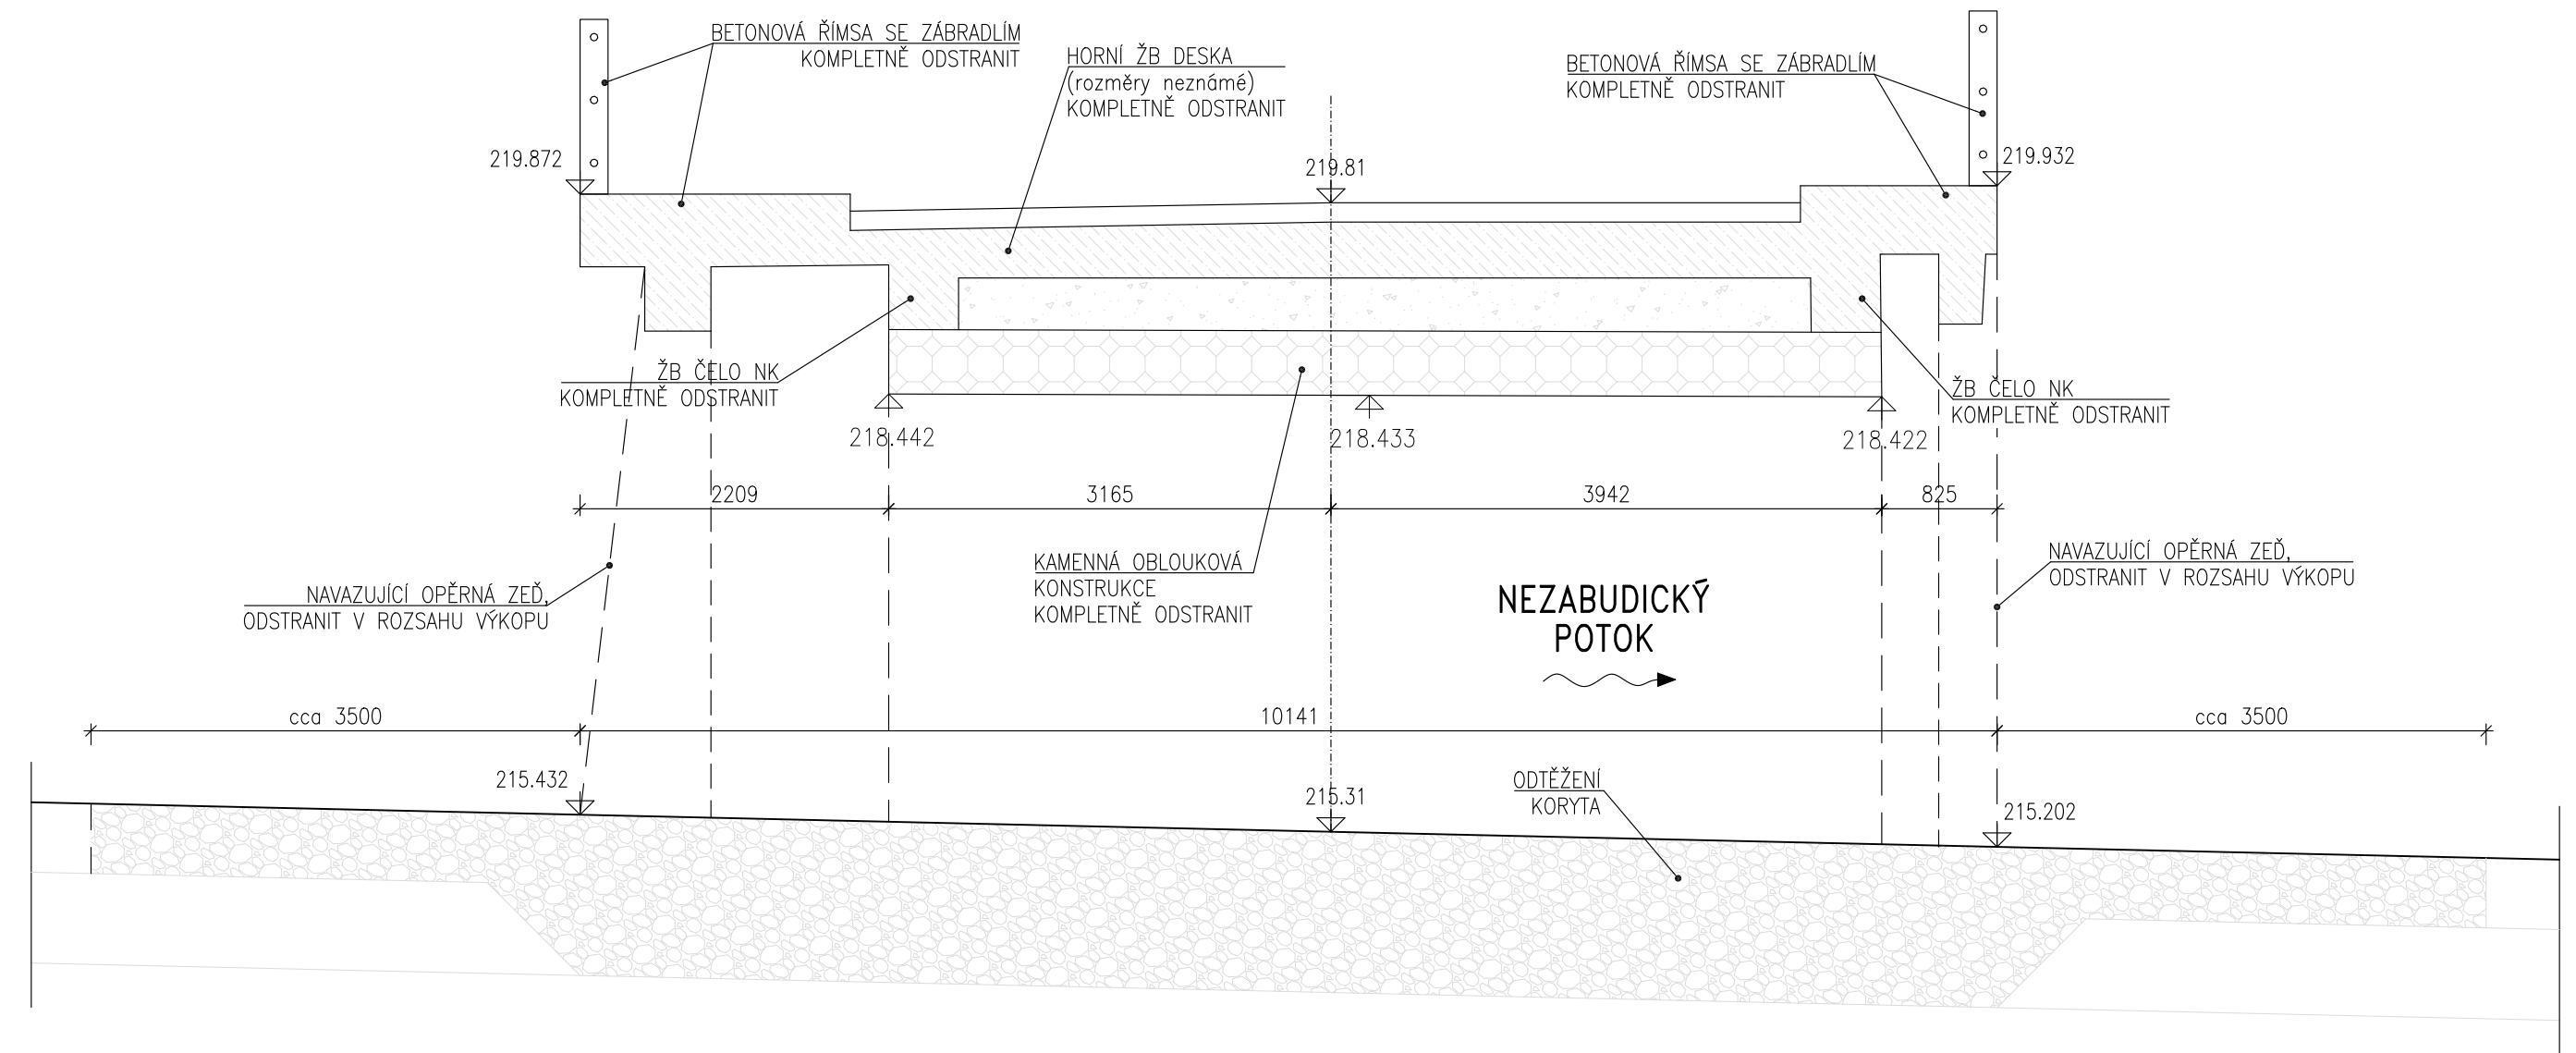 BETONOVÁ ŘÍMSA SE ZÁBRADLÍM
KOMPLETNĚ ODSTRANIT
HORNÍ ŽB DESKA
(rozměry neznámé)
KOMPLETNĚ ODSTRANIT
BETONOVÁ ŘÍMSA SE ZÁBRADLÍM
KOMPLETNĚ ODSTRANIT
219.872
219.81
219.932
ŽB ČELO NK
KOMPLETNĚ ODSTRANIT
ŽB ČELO NK
KOMPLETNĚ ODSTRANIT
218.442
218.433
218.422
2209
3165
3942
825
KAMENNÁ OBLOUKOVÁ
KONSTRUKCE
KOMPLETNĚ ODSTRANIT
NAVAZUJÍCÍ OPĚRNÁ ZEĎ,
ODSTRANIT V ROZSAHU VÝKOPU
NAVAZUJÍCÍ OPĚRNÁ ZEĎ,
ODSTRANIT V ROZSAHU VÝKOPU
NEZABUDICKÝ
POTOK
cca 3500
10141
cca 3500
215.432
215.31
ODTĚŽENÍ
KORYTA
215.202